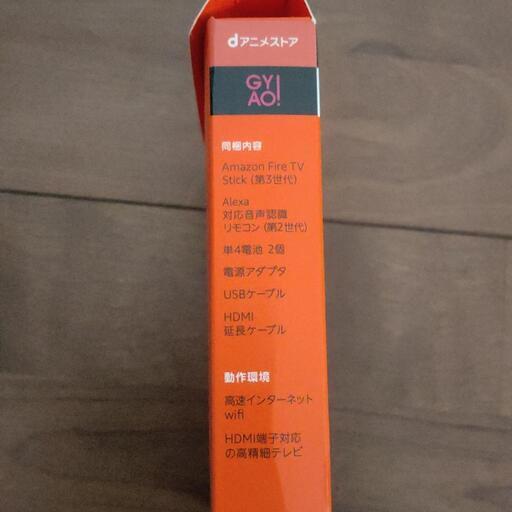 dアニメストア
GY
AO!
同梱内容
Amazon Fire TV
Stick (第3世代)
Alexa
対応音声認識
リモコン (第2世代)
単4電池 2個
電源アダプタ
USBケーブル
HDMI
延長ケーブル
動作環境
高速インターネット
wifi
HDMI端子対応
の高精細テレビ